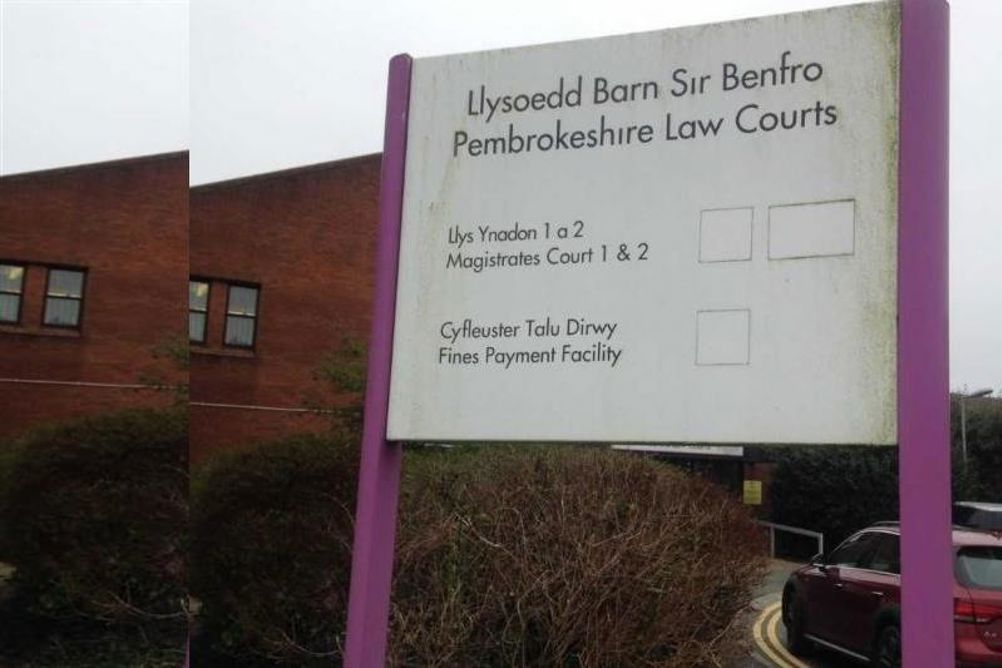 Llysoedd Barn Sir Benfro
Pembrokeshire Law Courts
Llys Ynadon 1 a 2
Magistrates Court 1 & 2
Cyfleuster Talu Dirwy
Fines Payment Facility